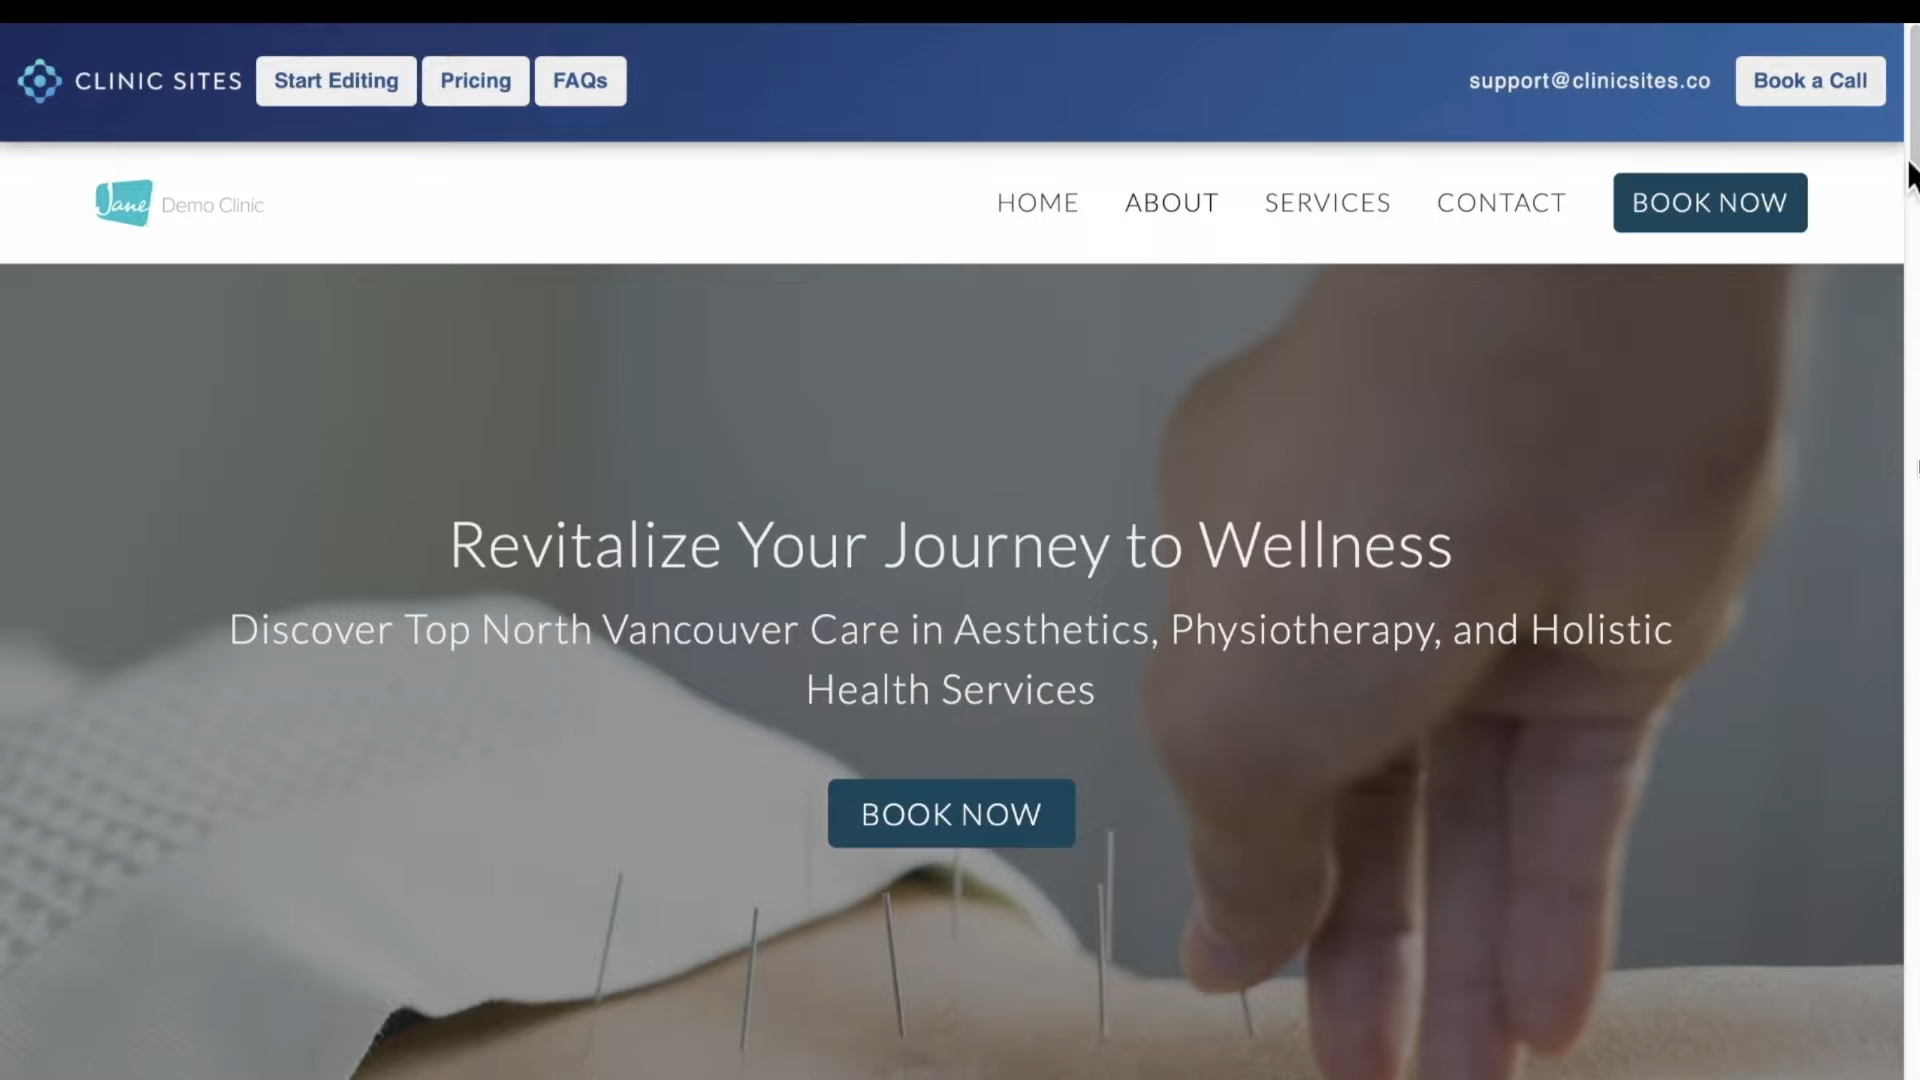 CLINIC SITES
Start Editing
Pricing
FAQs
support@clinicsites.co
Book a Call
Jane Demo Clinic
HOME
ABOUT
SERVICES
CONTACT
BOOK NOW
Revitalize Your Journey to Wellness
Discover Top North Vancouver Care in Aesthetics, Physiotherapy, and Holistic
Health Services
BOOK NOW